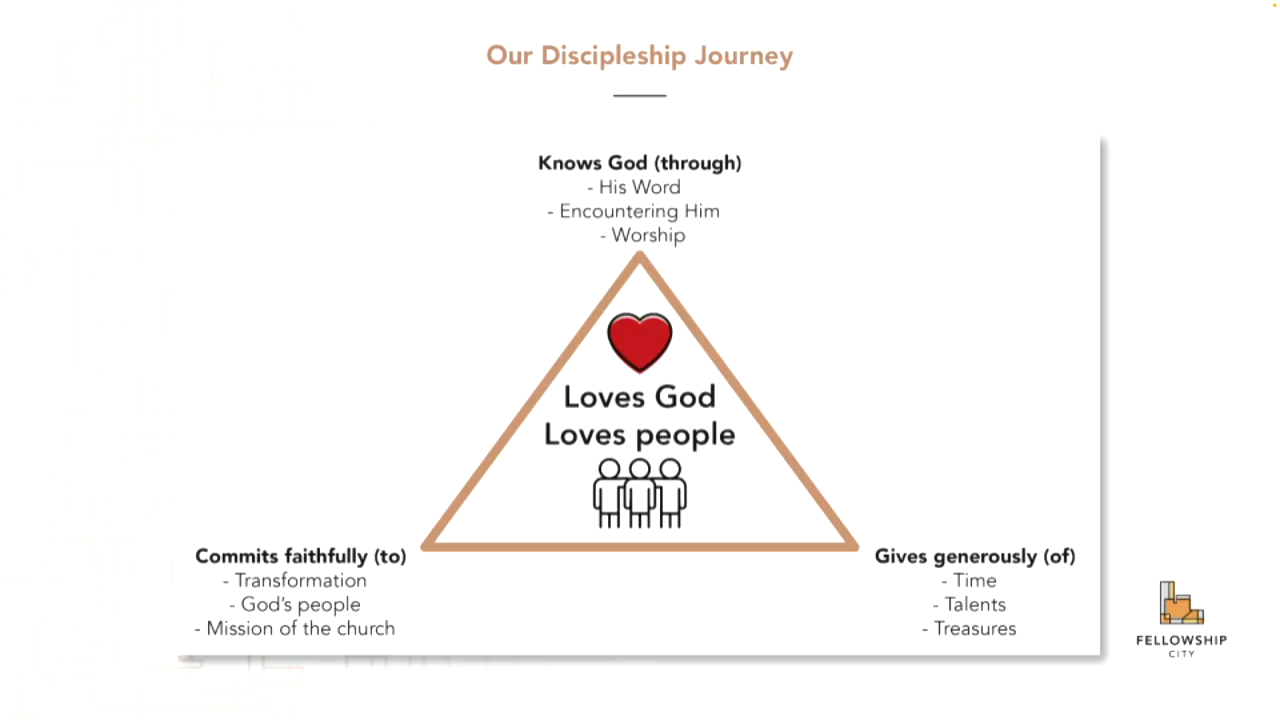 Our Discipleship Journey
Knows God (through)
- His Word
- Encountering Him
- Worship
Loves God
Loves people
Commits faithfully (to)
- Transformation
- God's people
- Mission of the church
Gives generously (of)
- Time
- Talents
- Treasures
FELLOWSHIP
CITY